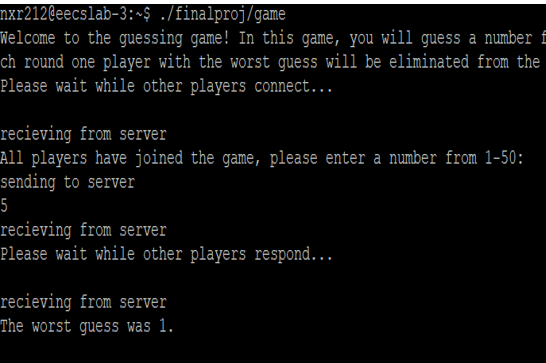 nxr212@eecslab-3:~$ ./finalproj/game
Welcome to the guessing game! In this game, you will guess a number f
ch round one player with the worst guess will be eliminated from the
Please wait while other players connect...
recieving from server
All players have joined the game, please enter a number from 1-50:
sending to server
5
recieving from server
Please wait while other players respond...
recieving from server
The worst guess was 1.